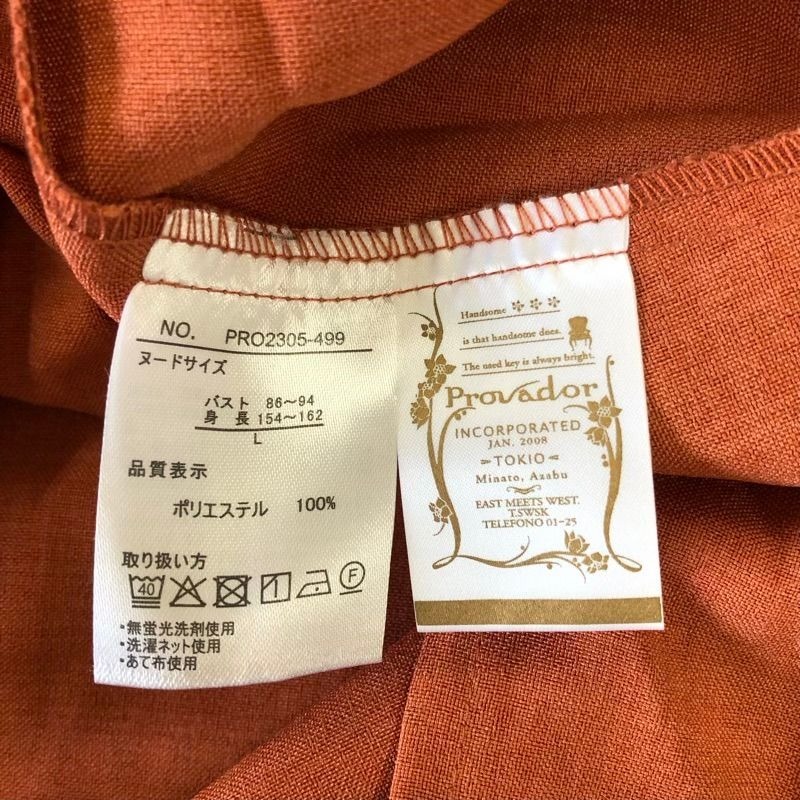 NO. PRO2305-499
ヌードサイズ
バスト 86～94
身長 154～162
L
品質表示
ポリエステル 100%
取り扱い方
40 F
・無蛍光洗剤使用
・洗濯ネット使用
・あて布使用
Handsome
is that handsome does.
The used key is always bright.
Provador
INCORPORATED
JAN. 2008
TOKIO
Minato, Azabu
EAST MEETS WEST.
T.SWSK
TELEFONO 01-25